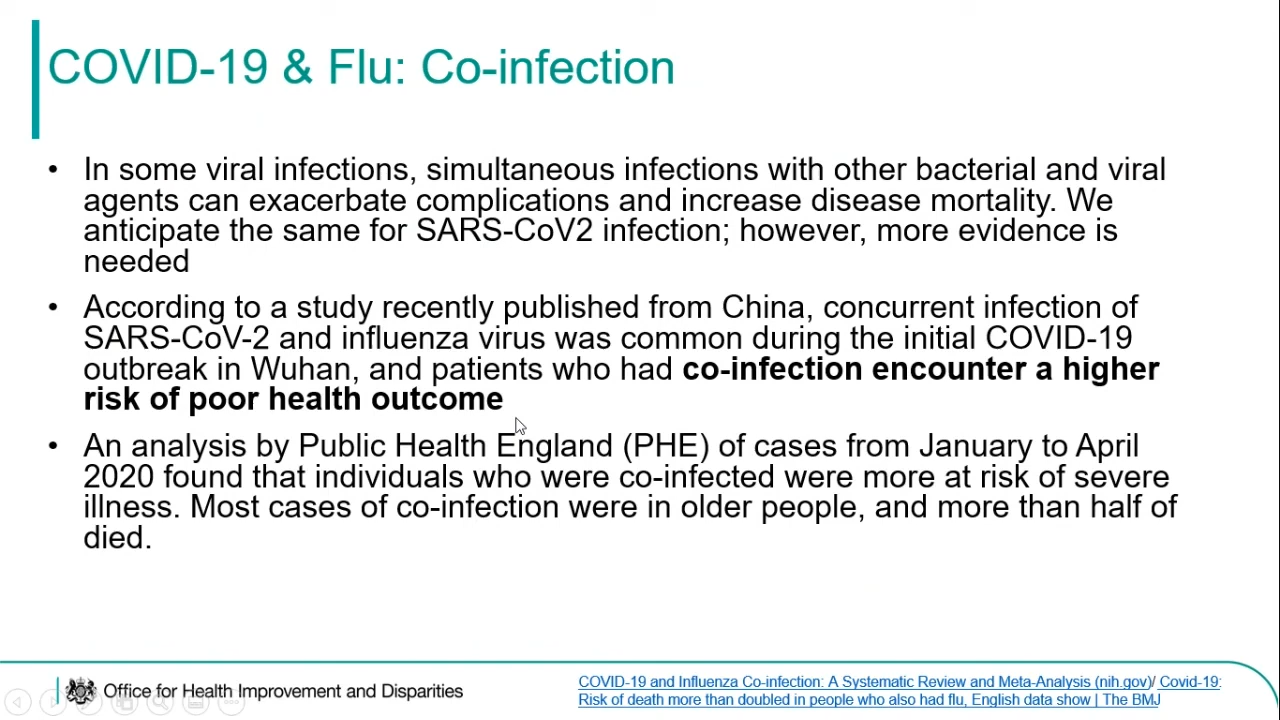 COVID-19 & Flu: Co-infection
• In some viral infections, simultaneous infections with other bacterial and viral
agents can exacerbate complications and increase disease mortality. We
anticipate the same for SARS-CoV2 infection; however, more evidence is
needed
• According to a study recently published from China, concurrent infection of
SARS-CoV-2 and influenza virus was common during the initial COVID-19
outbreak in Wuhan, and patients who had co-infection encounter a higher
risk of poor health outcome
• An analysis by Public Health England (PHE) of cases from January to April
2020 found that individuals who were co-infected were more at risk of severe
illness. Most cases of co-infection were in older people, and more than half of
died.
Office for Health Improvement and Disparities
COVID-19 and Influenza Co-infection: A Systematic Review and Meta-Analysis (nih.gov)/ Covid-19:
Risk of death more than doubled in people who also had flu, English data show | The BMJ